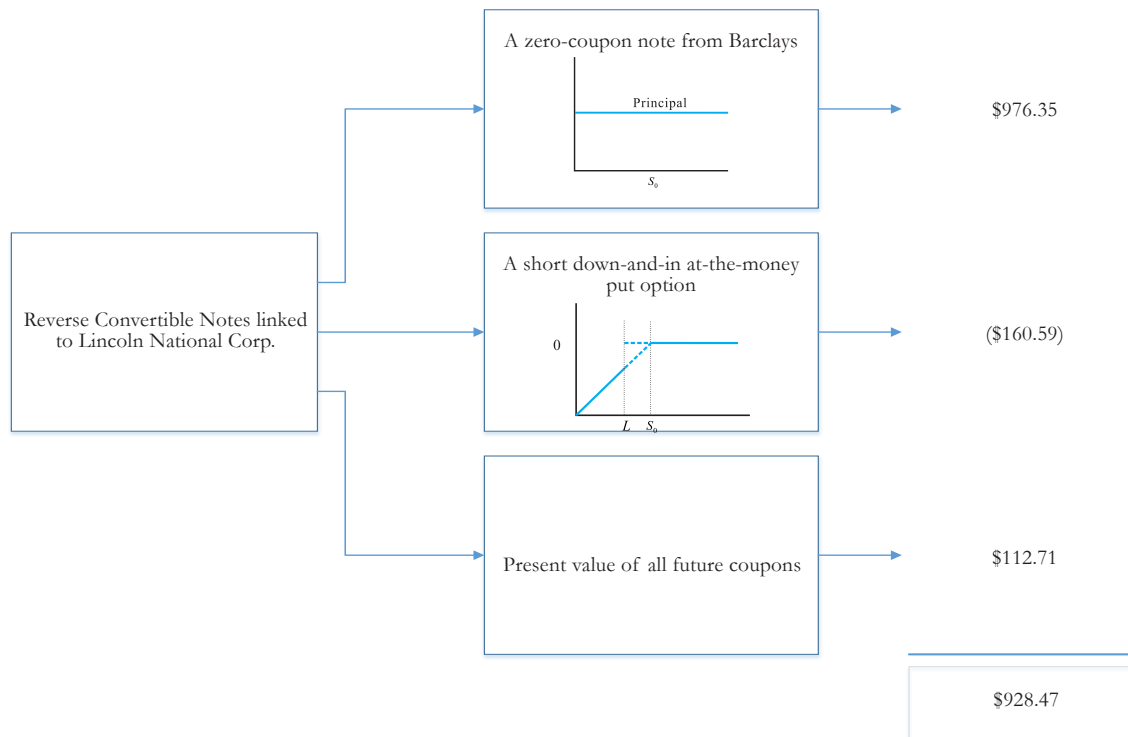 A zero-coupon note from Barclays
Principal
S₀
$976.35
Reverse Convertible Notes linked
to Lincoln National Corp.
A short down-and-in at-the-money
put option
0
L S₀
($160.59)
Present value of all future coupons
$112.71
$928.47